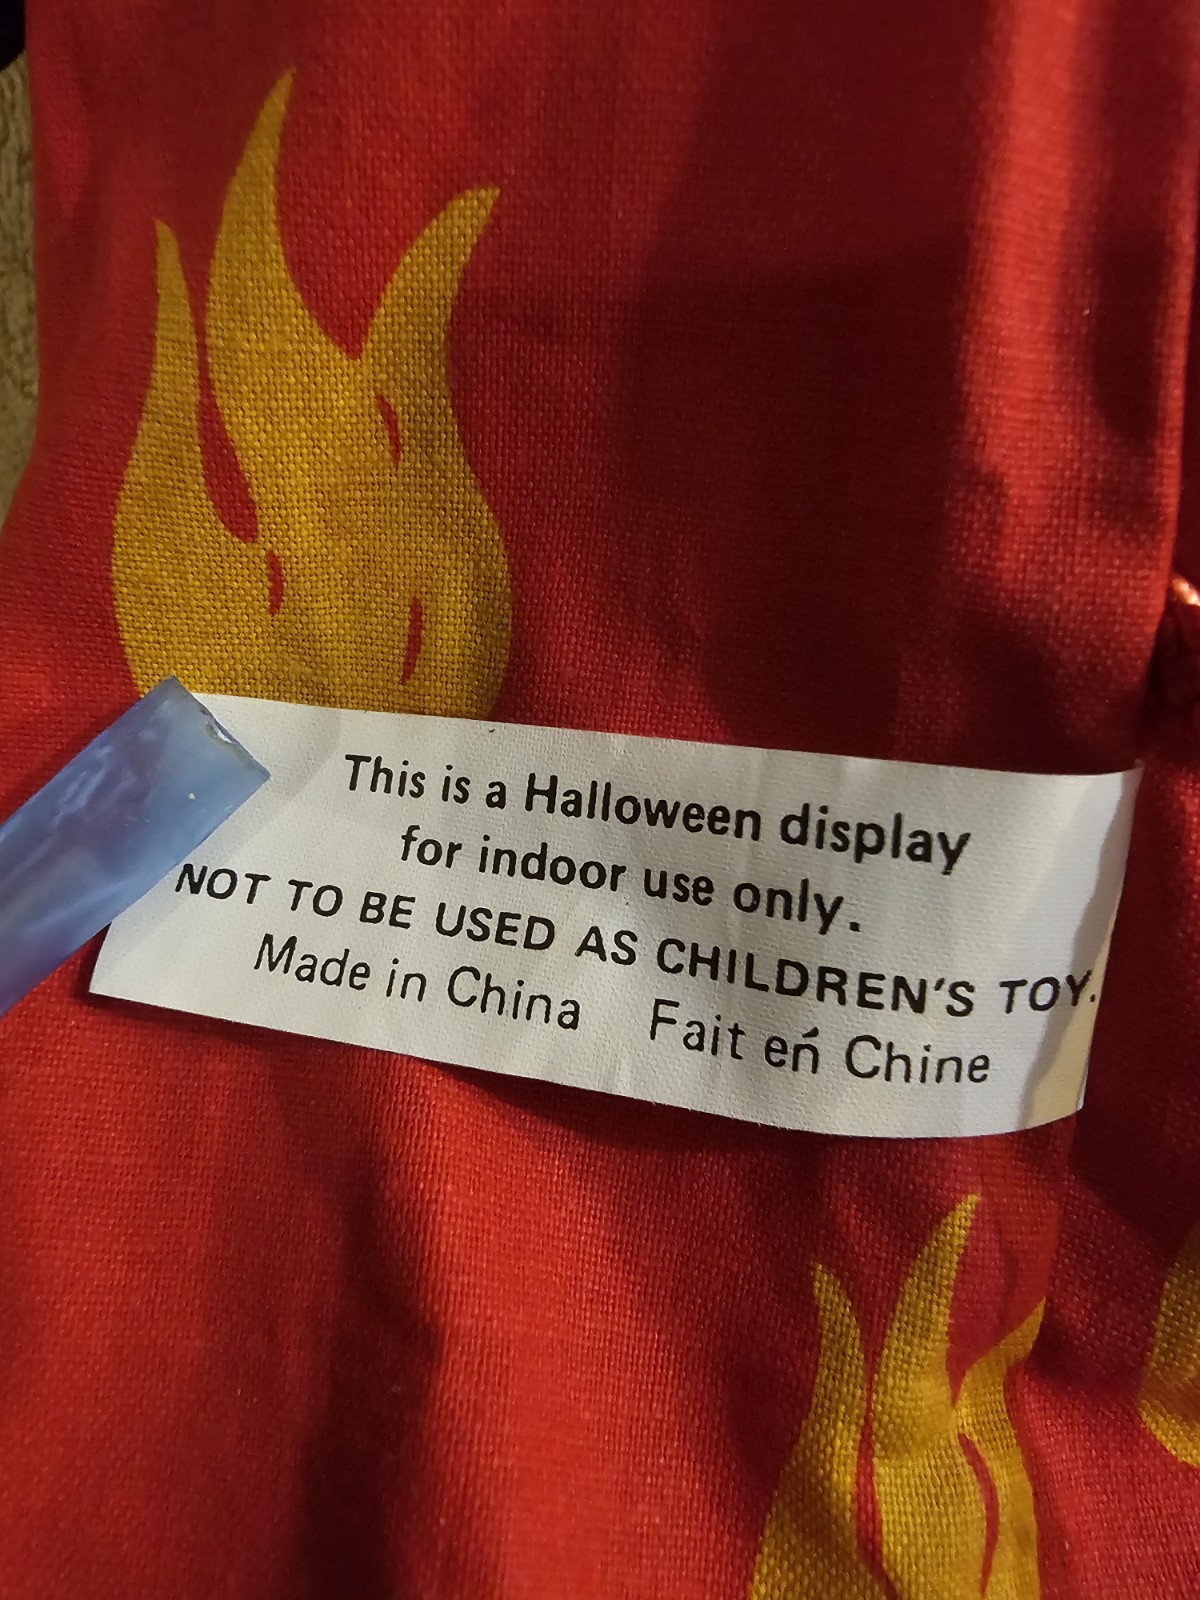 This is a Halloween display
for indoor use only.
NOT TO BE USED AS CHILDREN'S TOY.
Made in China Fait eń Chine